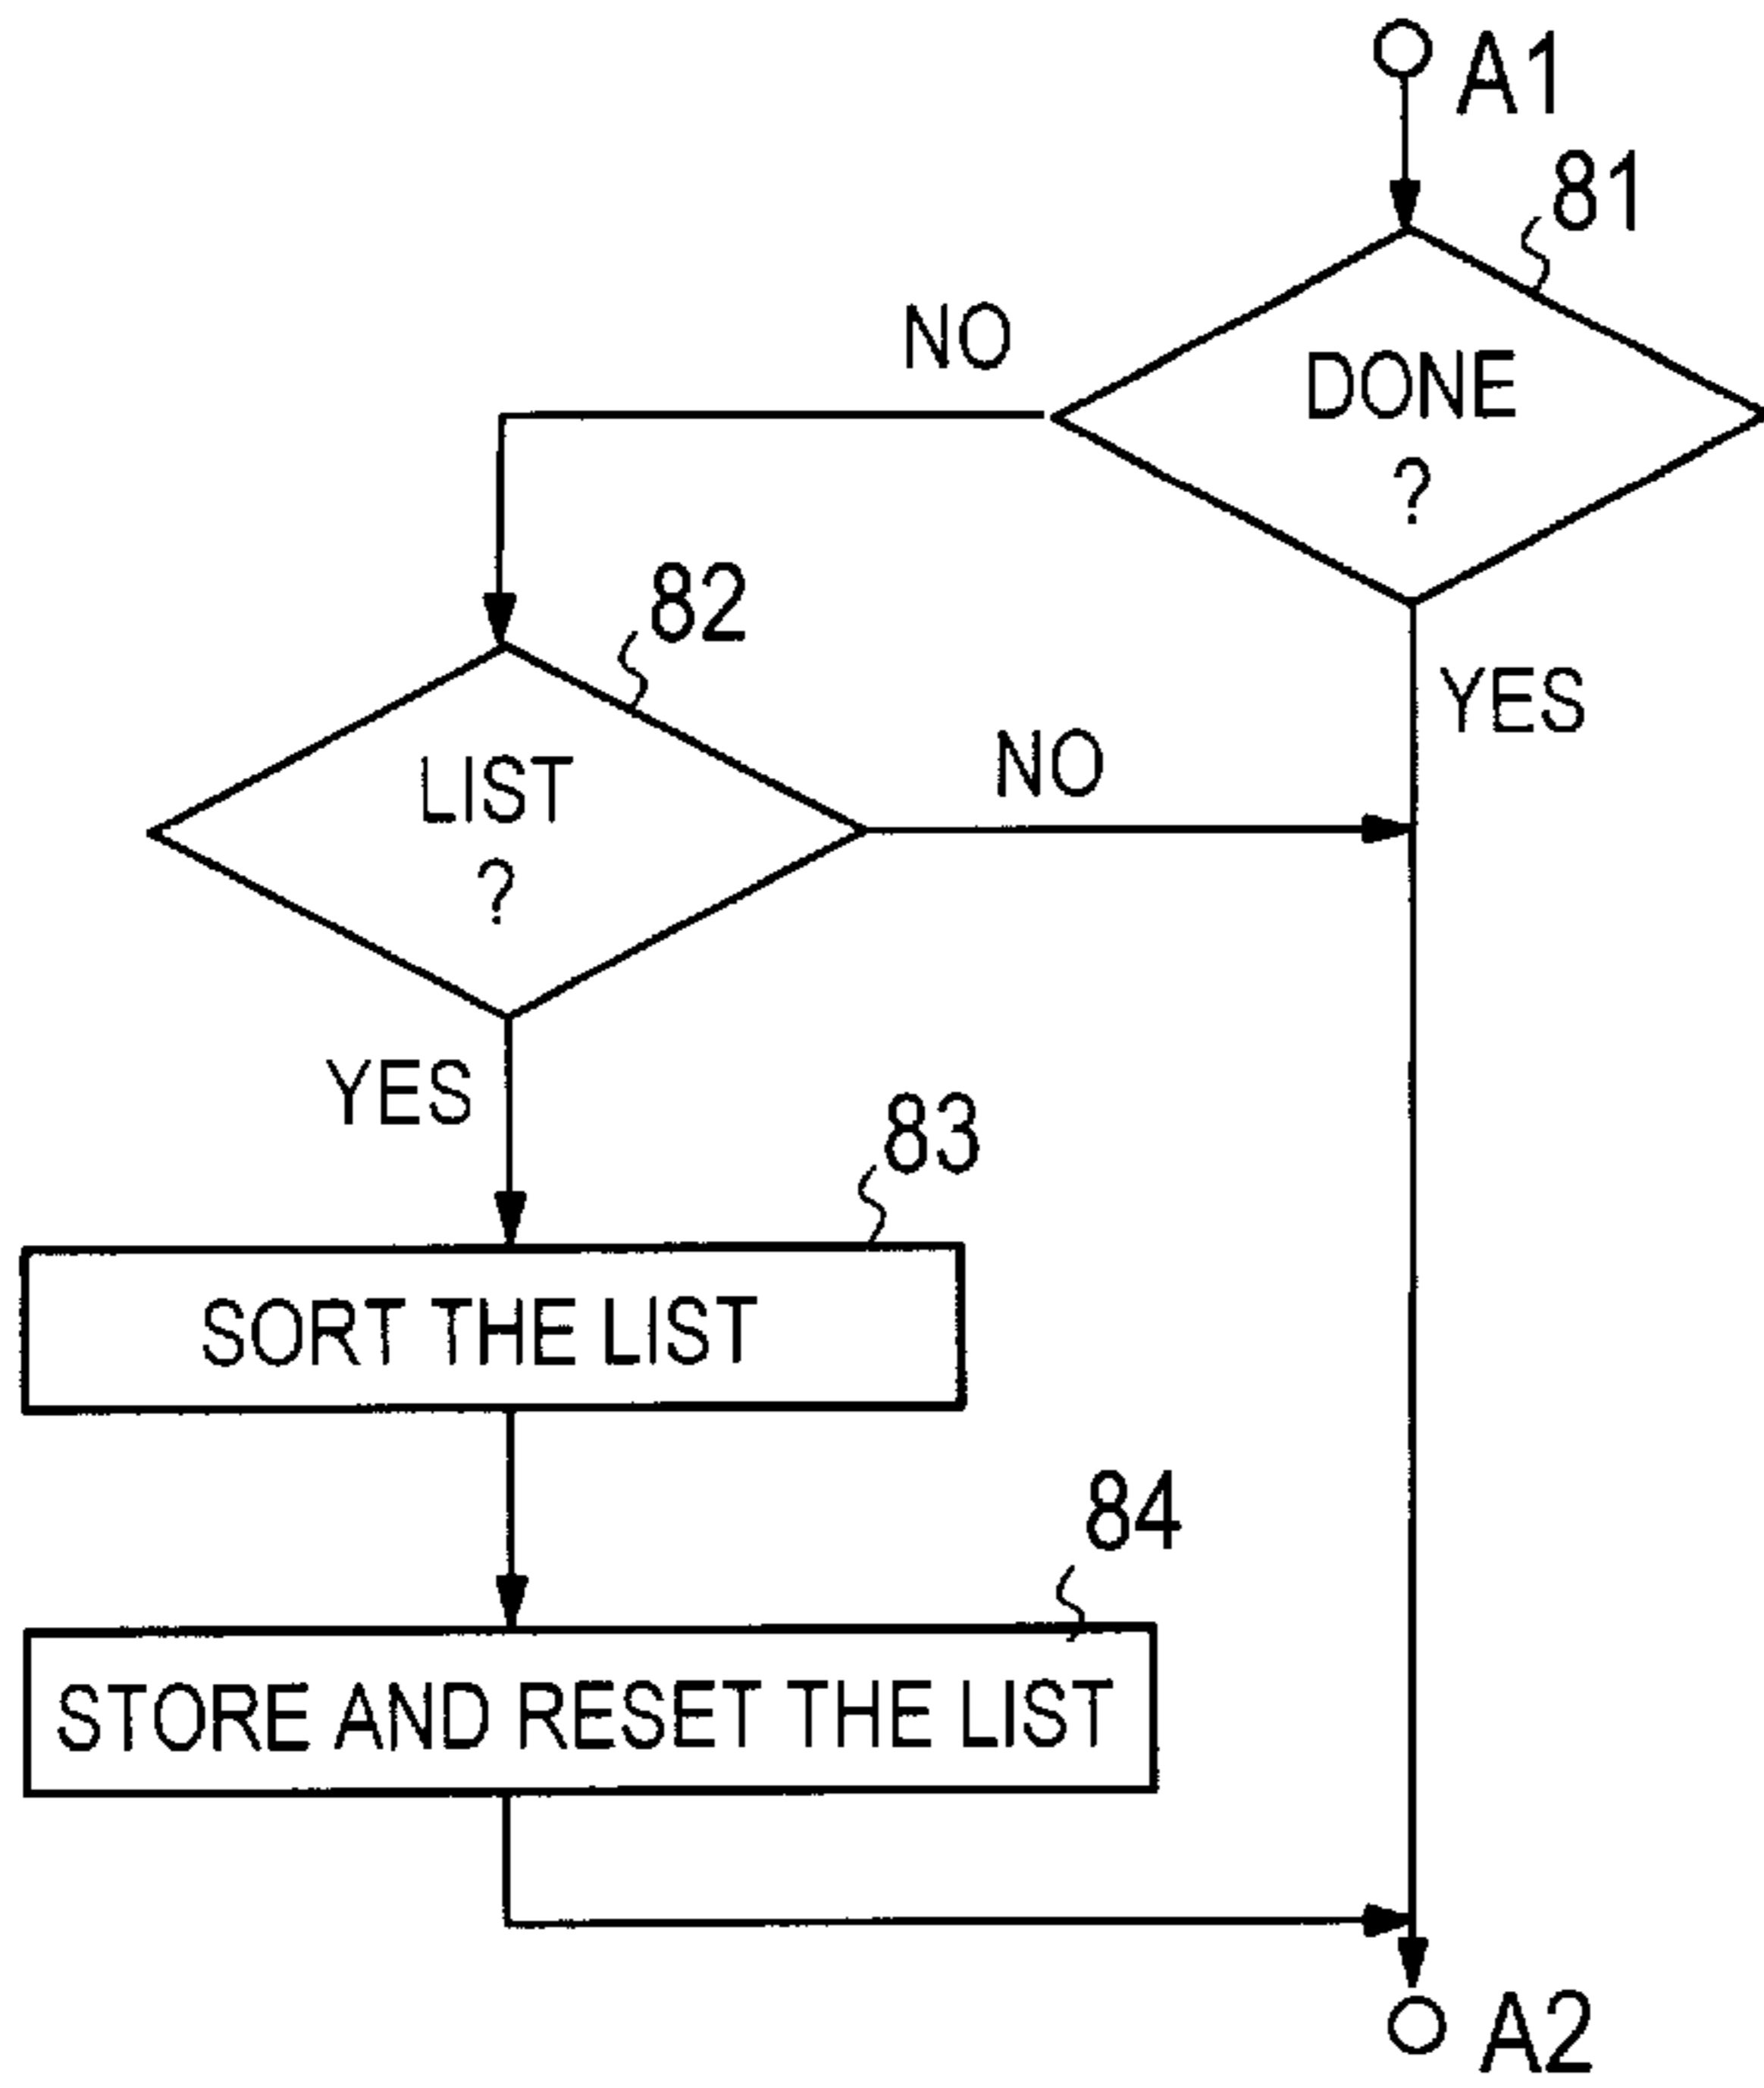 A1
81
DONE
?
NO
YES
82
LIST
?
NO
YES
83
SORT THE LIST
84
STORE AND RESET THE LIST
A2